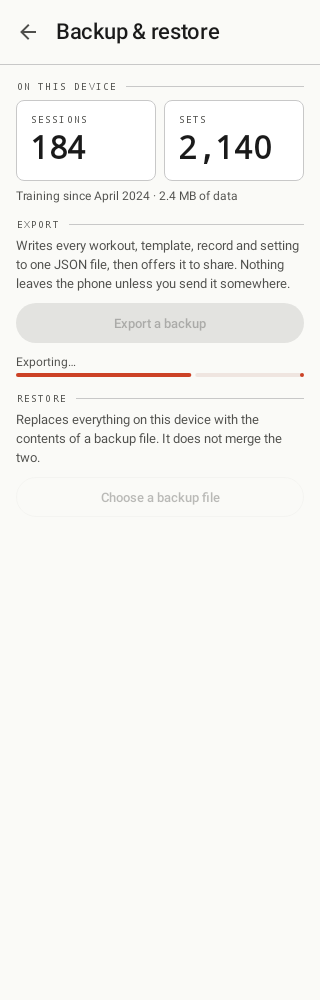 Backup & restore
ON THIS DEVICE
SESSIONS
184
SETS
2,140
Training since April 2024 · 2.4 MB of data
EXPORT
Writes every workout, template, record and setting
to one JSON file, then offers it to share. Nothing
leaves the phone unless you send it somewhere.
Export a backup
Exporting…
RESTORE
Replaces everything on this device with the
contents of a backup file. It does not merge the
two.
Choose a backup file